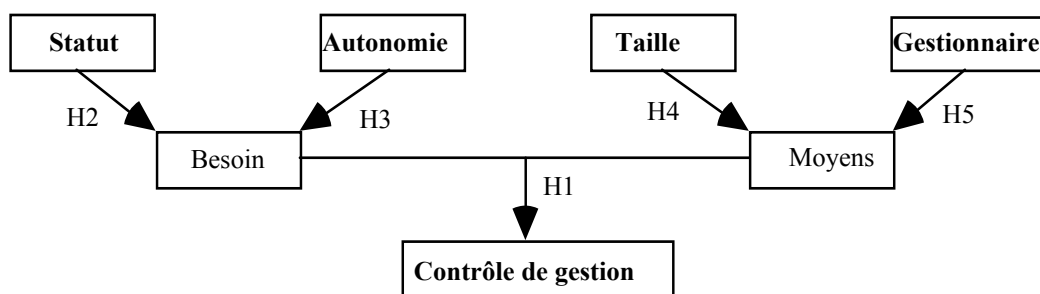 Statut
Autonomie
Taille
Gestionnaire
H2
H3
H4
H5
Besoin
Moyens
H1
Contrôle de gestion